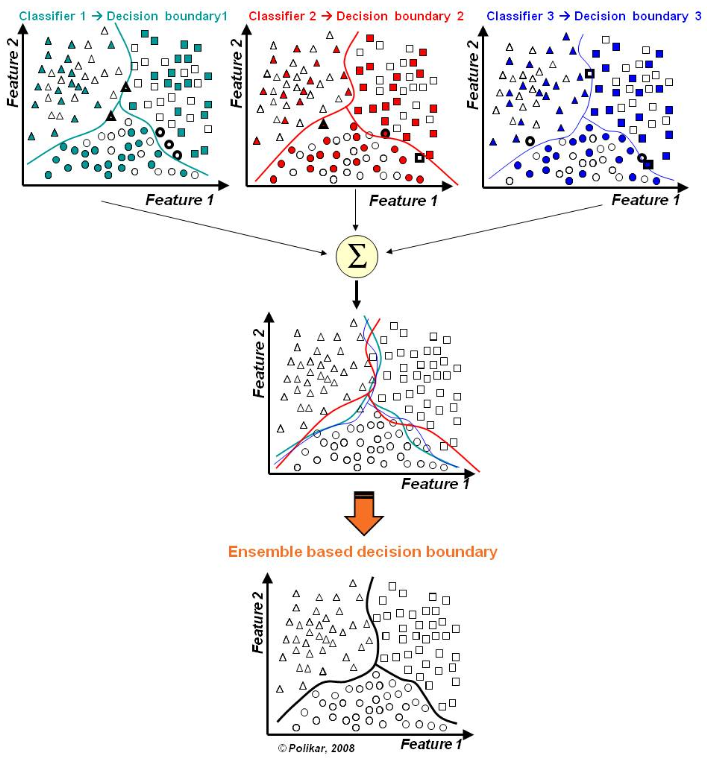 Classifier 1 → Decision boundary1
Classifier 2 → Decision boundary 2
Classifier 3 → Decision boundary 3
Feature 2
Feature 1
Feature 2
Feature 1
Feature 2
Feature 1
Σ
Feature 2
Feature 1
Ensemble based decision boundary
Feature 2
Feature 1
© Polikar, 2008